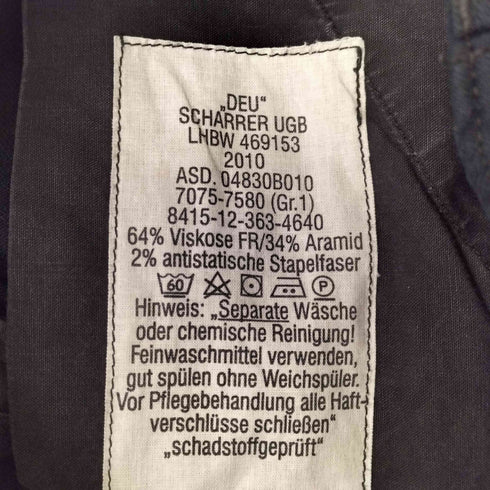 „DEU“
SCHARRER UGB
LHBW 469153
2010
ASD. 04830B010
7075-7580 (Gr.1)
8415-12-363-4640
64% Viskose FR/34% Aramid
2% antistatische Stapelfaser
60 P
Hinweis: „Separate Wäsche
oder chemische Reinigung!
Feinwaschmittel verwenden,
gut spülen ohne Weichspüler.
Vor Pflegebehandlung alle Haft-
verschlüsse schließen“
„schadstoffgeprüft“